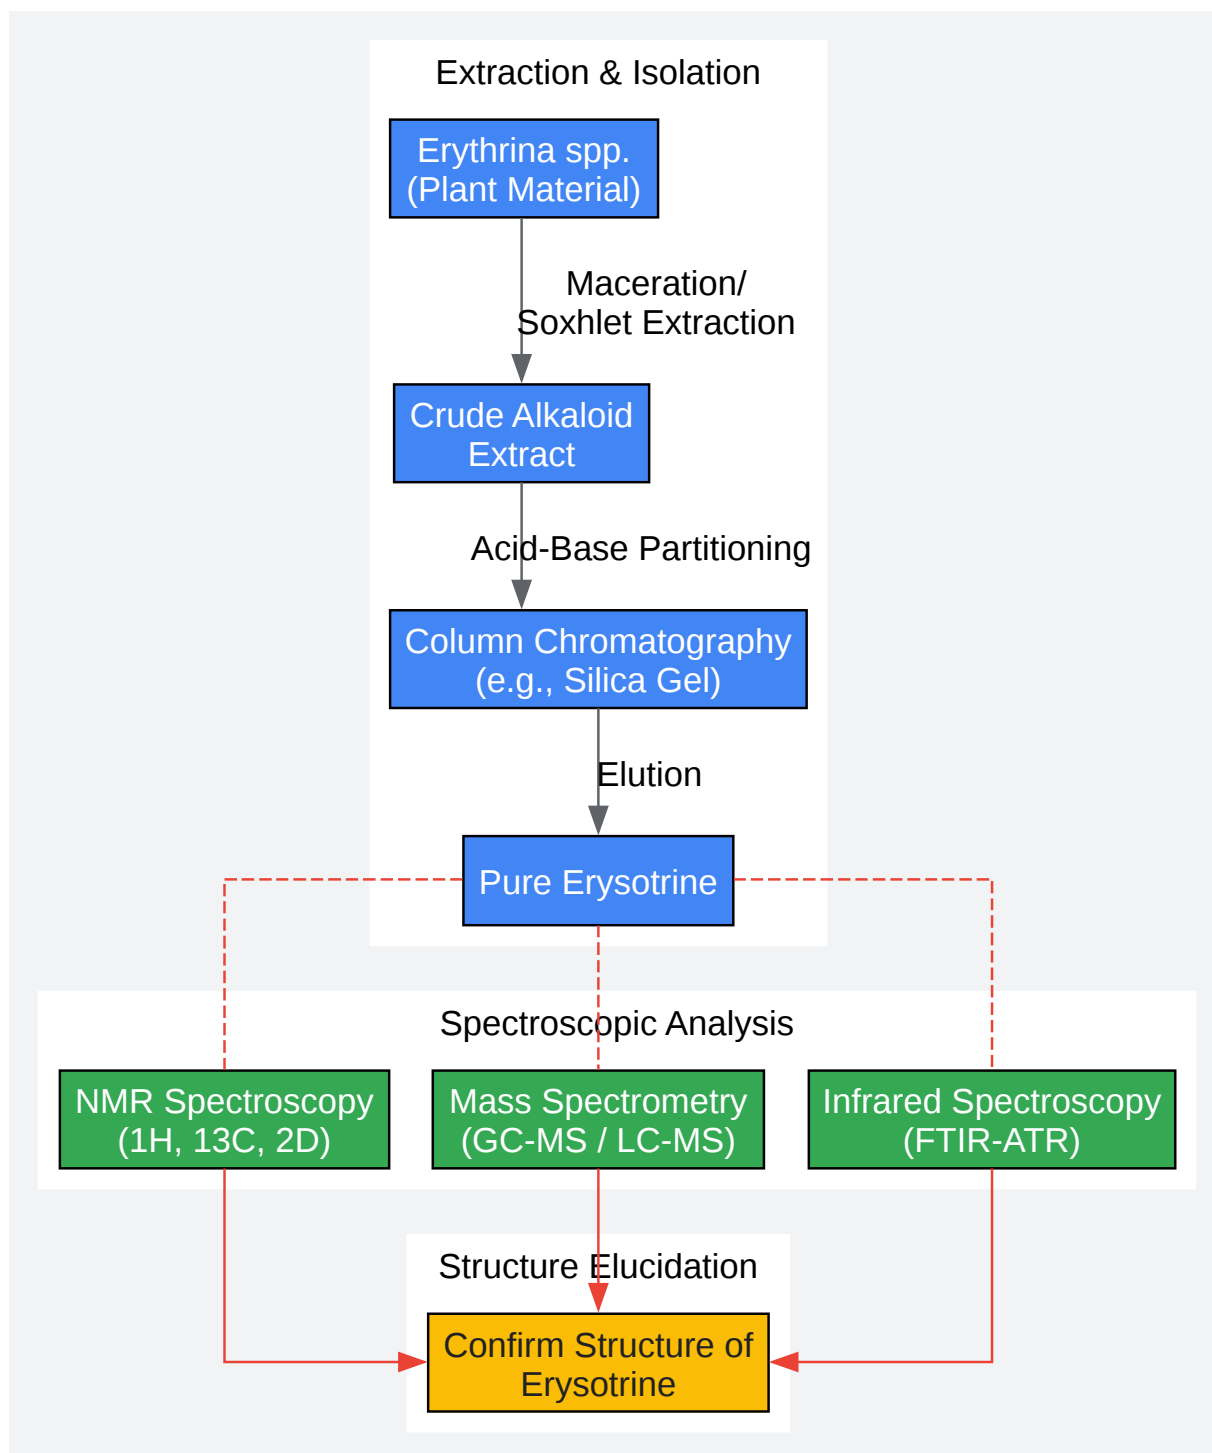 Extraction & Isolation
Erythrina spp.
(Plant Material)
Maceration/
Soxhlet Extraction
Crude Alkaloid
Extract
Acid-Base Partitioning
Column Chromatography
(e.g., Silica Gel)
Elution
Pure Erysotrine
Spectroscopic Analysis
NMR Spectroscopy
(1H, 13C, 2D)
Mass Spectrometry
(GC-MS / LC-MS)
Infrared Spectroscopy
(FTIR-ATR)
Structure Elucidation
Confirm Structure of
Erysotrine